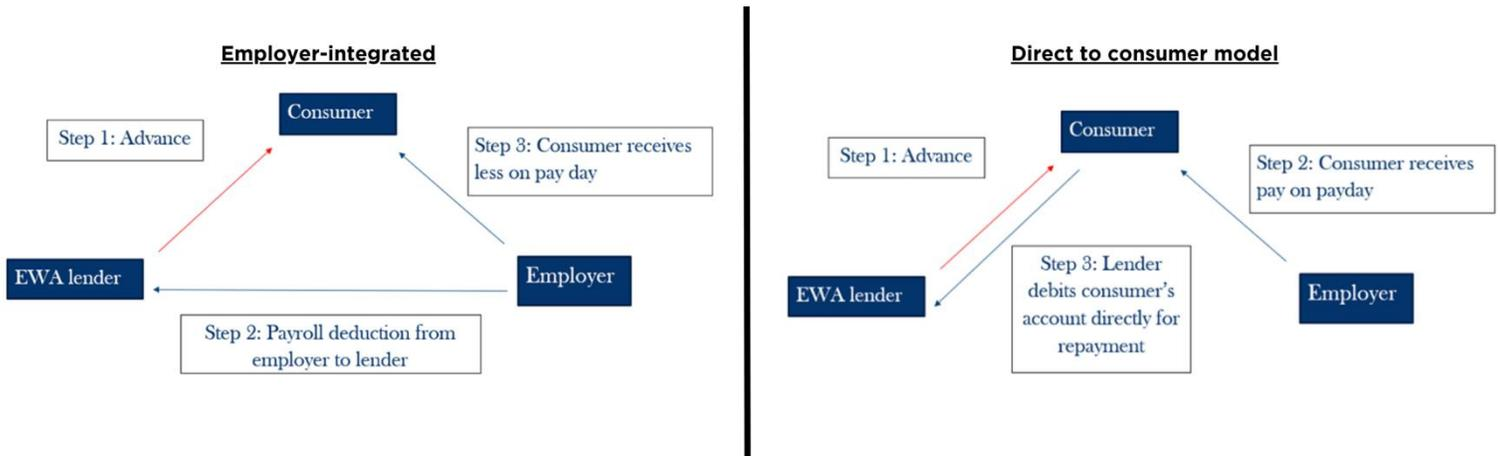 Employer-integrated
Consumer
Step 1: Advance
Step 3: Consumer receives
less on pay day
EWA lender
Employer
Step 2: Payroll deduction from
employer to lender
Direct to consumer model
Consumer
Step 1: Advance
Step 2: Consumer receives
pay on payday
Step 3: Lender
debits consumer's
account directly for
repayment
EWA lender
Employer